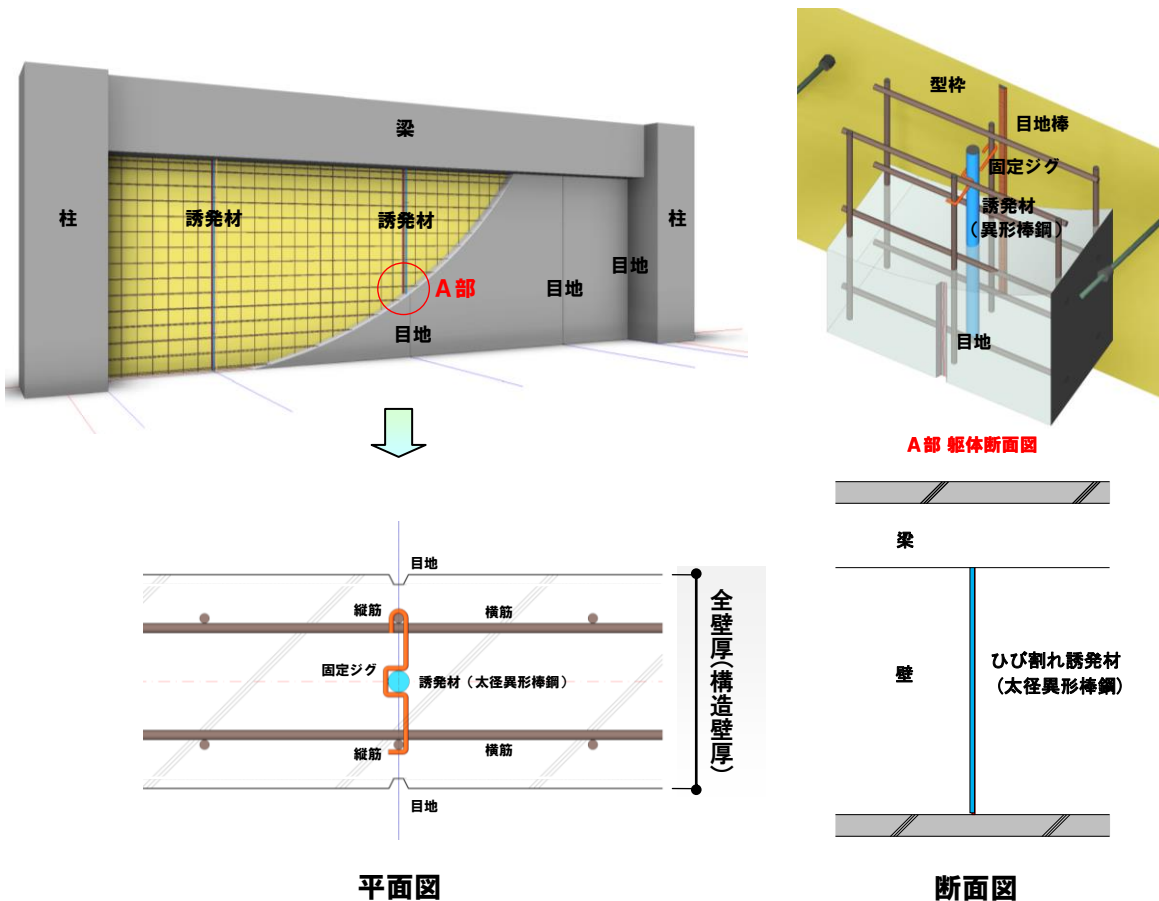 梁
柱
誘発材
誘発材
柱
目地
目地
A部
目地
型枠
目地棒
固定ジグ
誘発材
(異形棒鋼)
目地
A部 躯体断面図
目地
縦筋
横筋
固定ジグ
誘発材(太径異形棒鋼)
縦筋
横筋
目地
全壁厚(構造壁厚)
平面図
梁
壁
ひび割れ誘発材
(太径異形棒鋼)
断面図